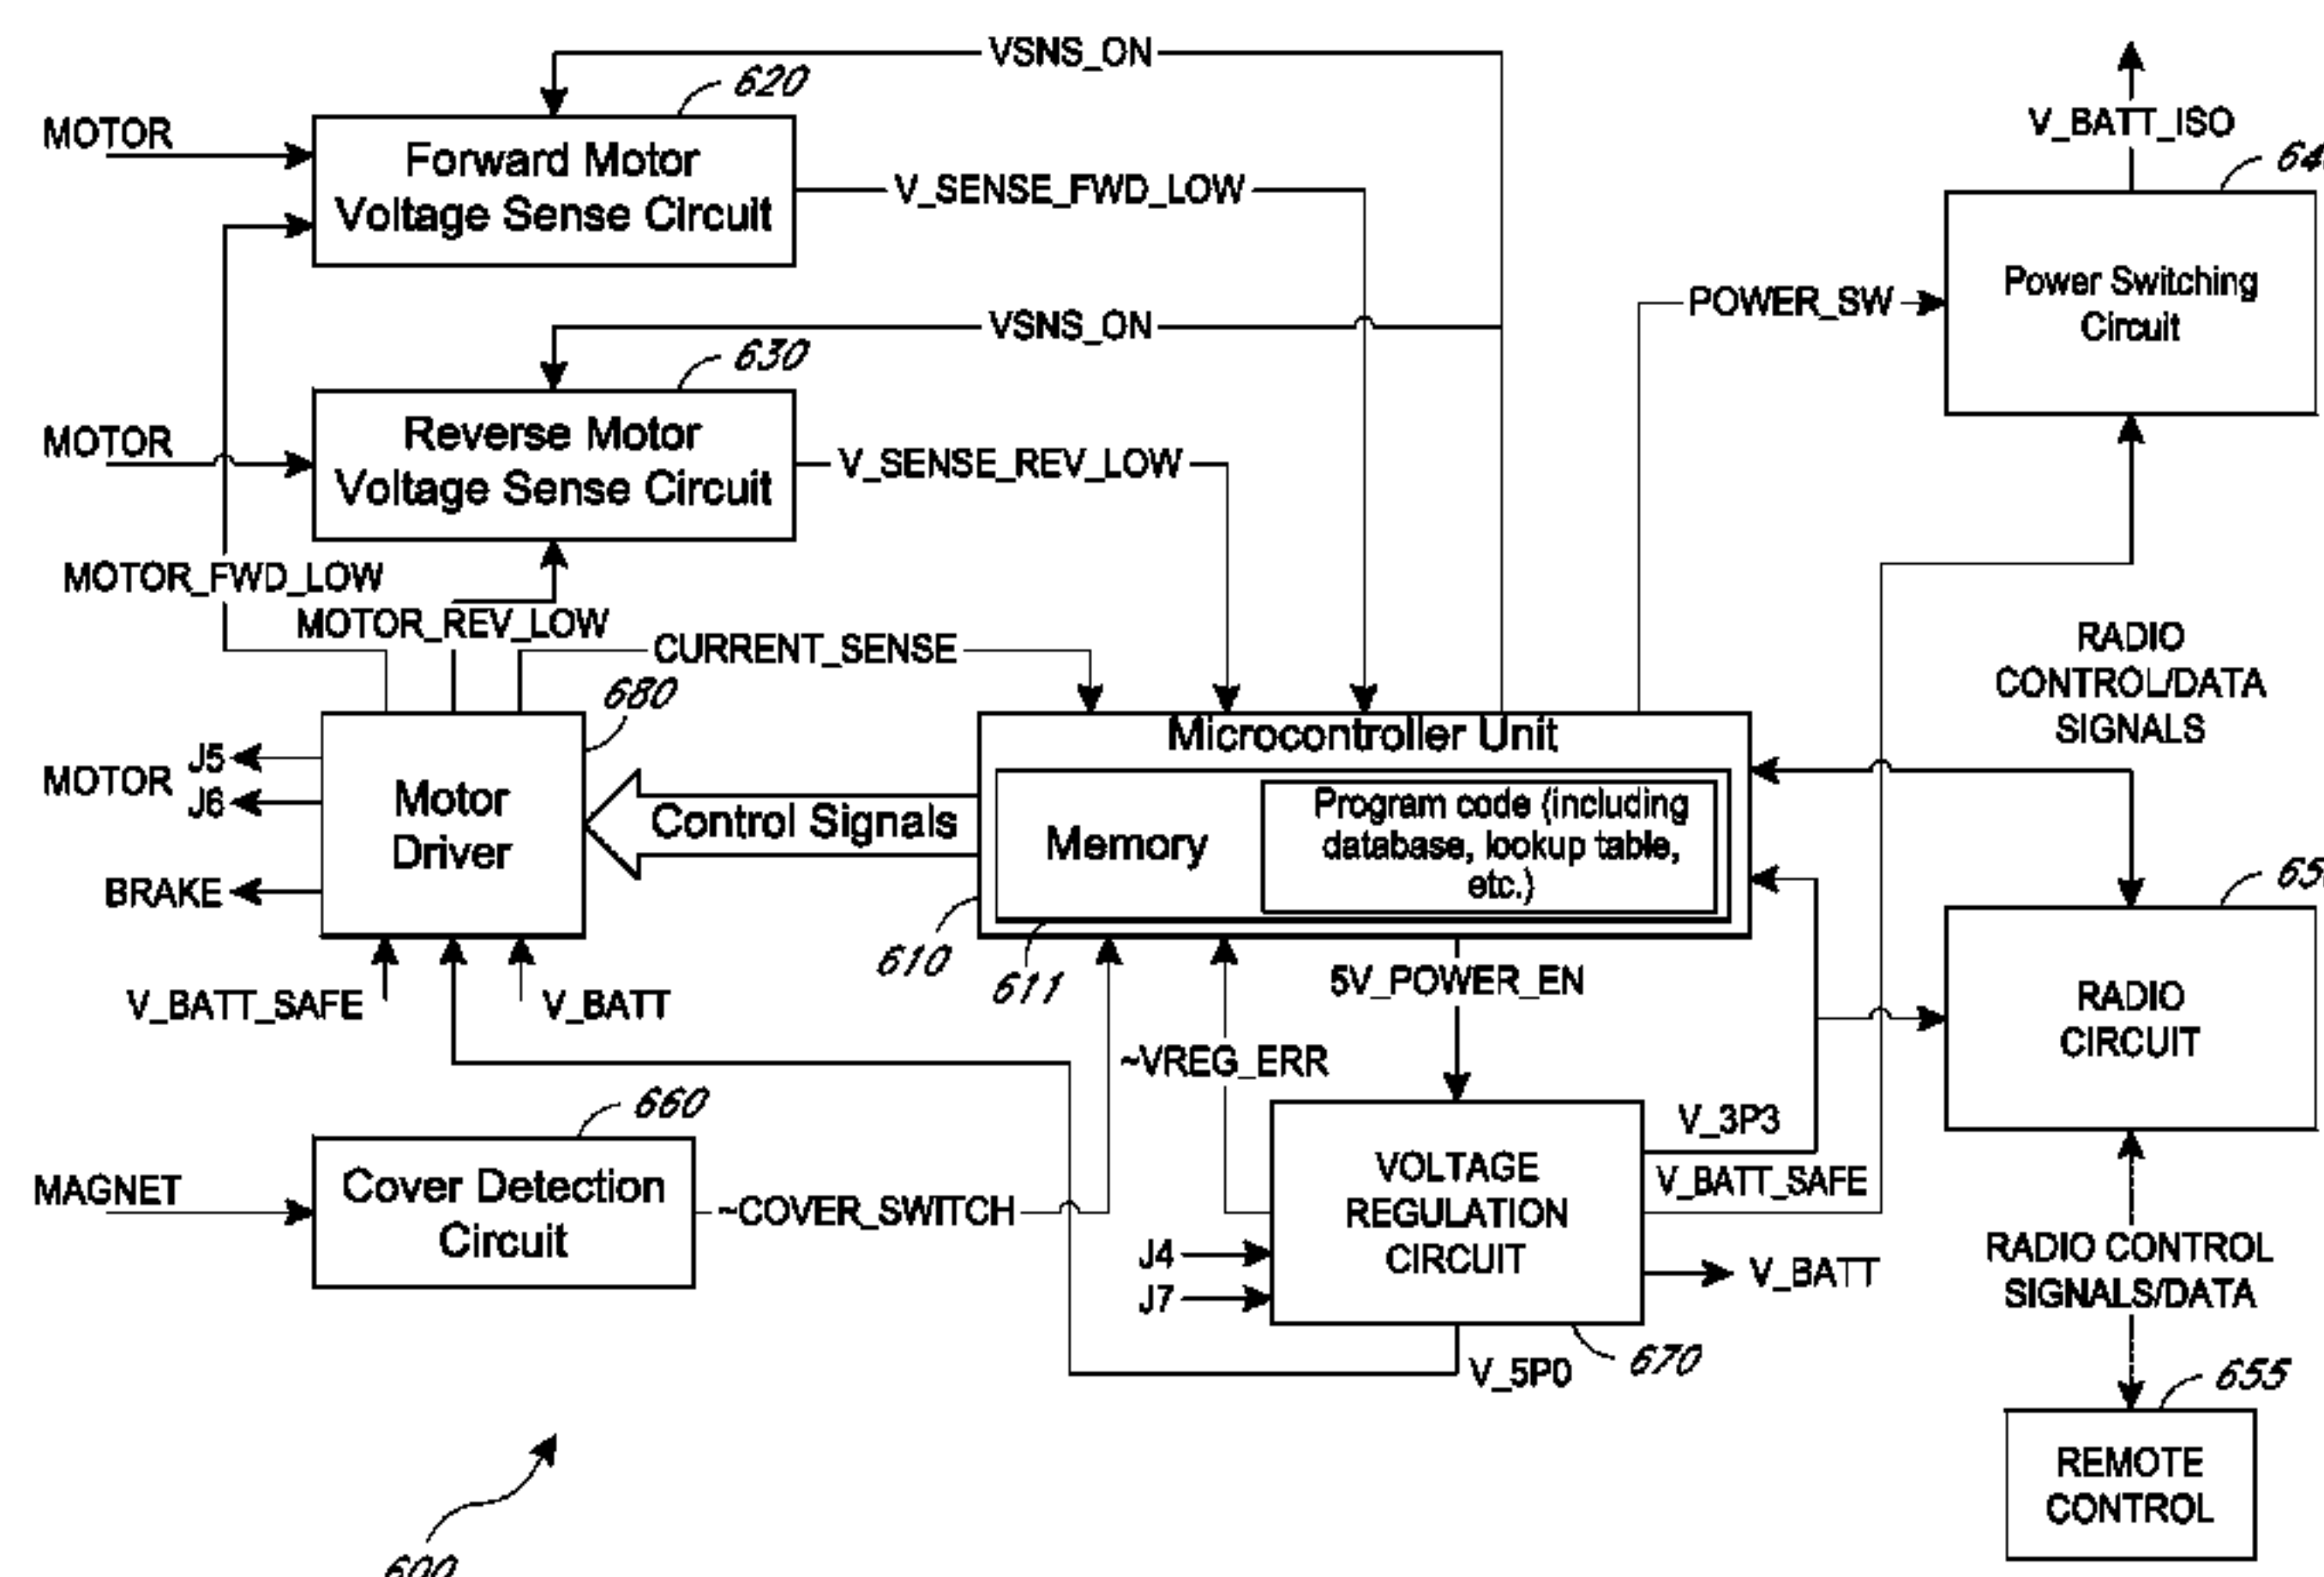 VSNS_ON
620
MOTOR
Forward Motor
Voltage Sense Circuit
V_SENSE_FWD_LOW
V_BATT_ISO
Power Switching
Circuit
POWER_SW
VSNS_ON
630
MOTOR
Reverse Motor
Voltage Sense Circuit
V_SENSE_REV_LOW
MOTOR_FWD_LOW
MOTOR_REV_LOW
CURRENT_SENSE
680
RADIO
CONTROL/DATA
SIGNALS
MOTOR
J5
J6
BRAKE
Motor
Driver
Control Signals
Microcontroller Unit
Memory
Program code (including
database, lookup table,
etc.)
610
611
V_BATT_SAFE
V_BATT
5V_POWER_EN
~VREG_ERR
RADIO
CIRCUIT
660
MAGNET
Cover Detection
Circuit
~COVER_SWITCH
J4
J7
VOLTAGE
REGULATION
CIRCUIT
V_3P3
V_BATT_SAFE
V_BATT
V_5P0
670
RADIO CONTROL
SIGNALS/DATA
655
REMOTE
CONTROL
600